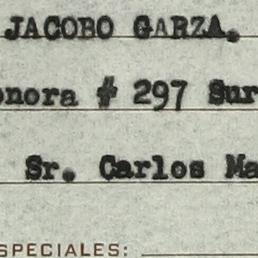 JACOBO GARZA.
onora # 297 Sur
Sr. Carlos Ma
SPECIALES: